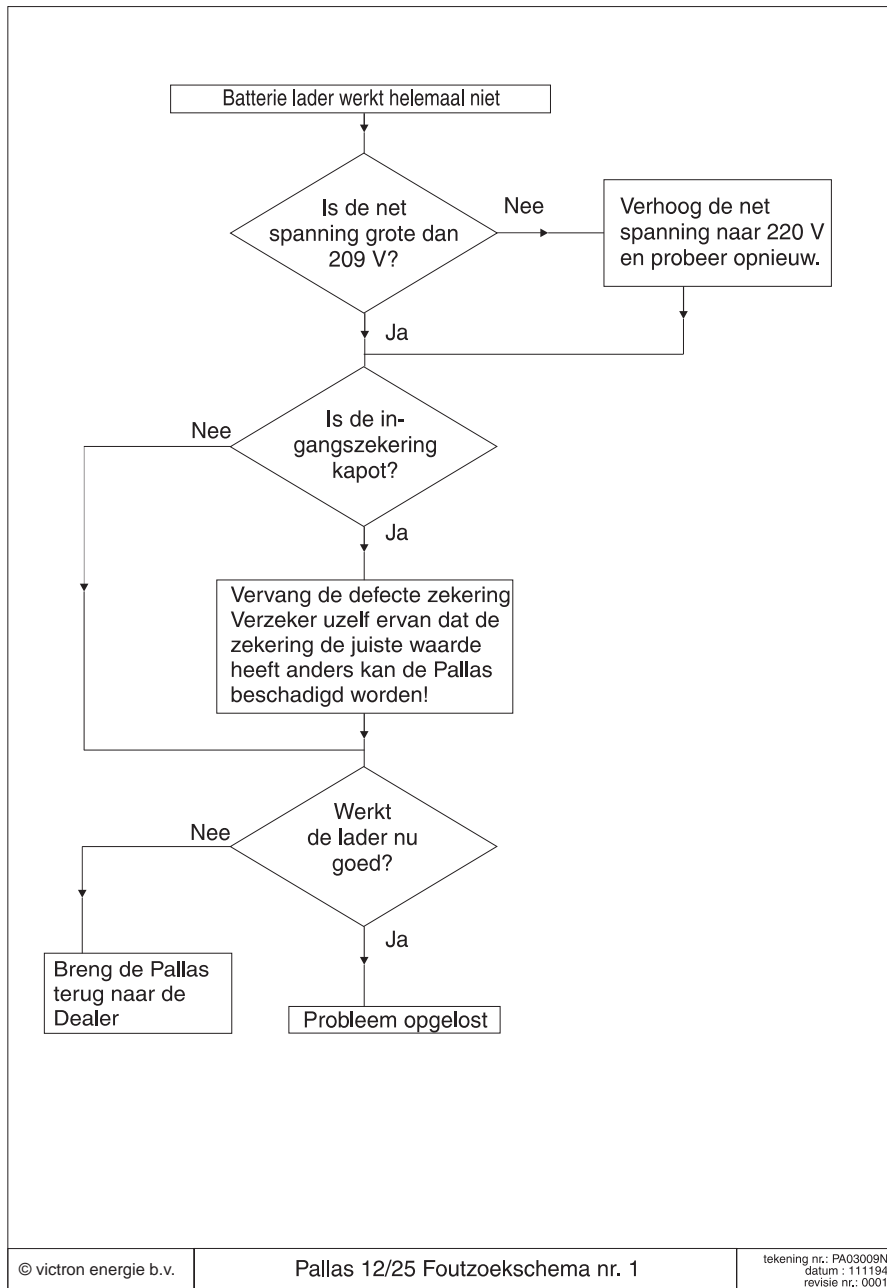 Batterie lader werkt helemaal niet
Is de net
spanning grote dan
209 V?
Nee
Verhoog de net
spanning naar 220 V
en probeer opnieuw.
Ja
Is de in-
gangszekering
kapot?
Nee
Ja
Vervang de defecte zekering
Verzeker uzelf ervan dat de
zekering de juiste waarde
heeft anders kan de Pallas
beschadigd worden!
Werkt
de lader nu
goed?
Nee
Ja
Breng de Pallas
terug naar de
Dealer
Probleem opgelost
© victron energie b.v.
Pallas 12/25 Foutzoekschema nr. 1
tekening nr.: PA03009N
datum : 111194
revisie nr.: 0001